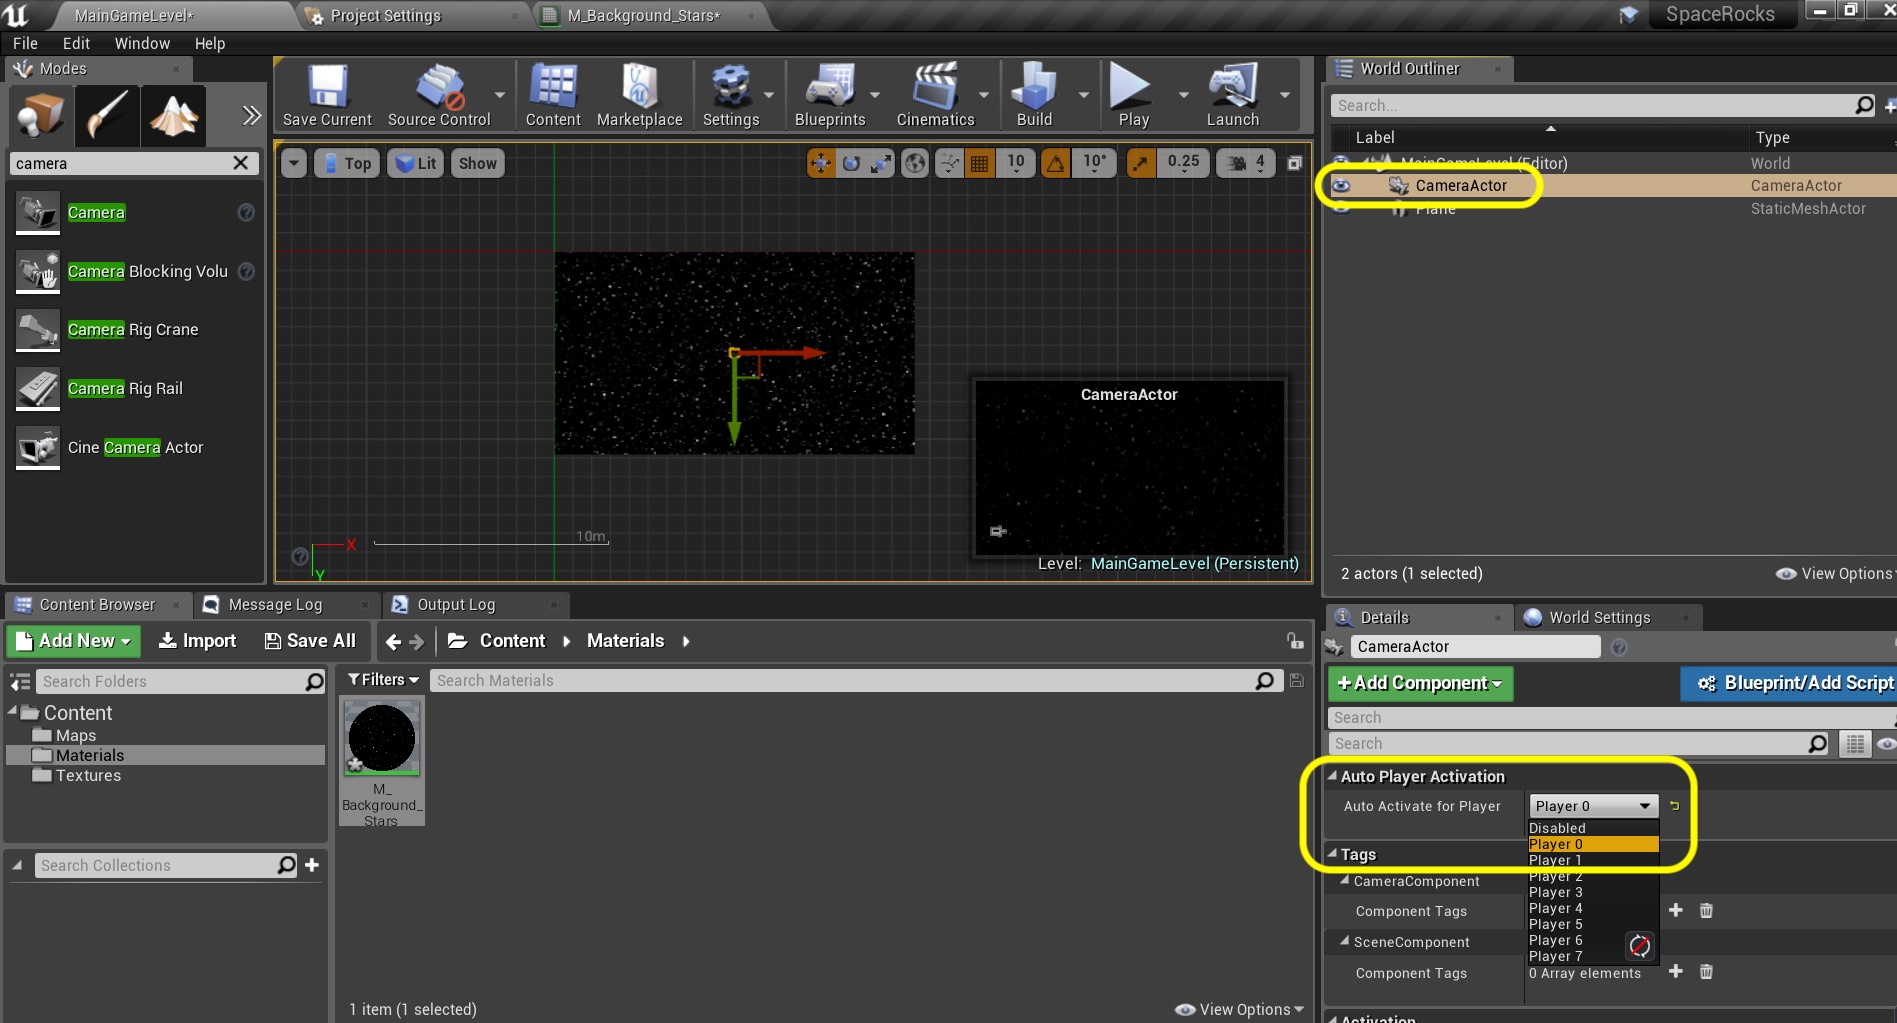 MainGameLevel*
Project Settings
M_Background_Stars*
SpaceRocks
File Edit Window Help
Modes
camera
Camera
Camera Blocking Volu
Camera Rig Crane
Camera Rig Rail
Cine Camera Actor
Save Current
Source Control
Content
Marketplace
Settings
Blueprints
Cinematics
Build
Play
Launch
Top
Lit
Show
10
10°
0.25
4
CameraActor
10m
X
Y
Level: MainGameLevel (Persistent)
World Outliner
Search...
Label Type
MainGameLevel (Editor) World
CameraActor CameraActor
Plane StaticMeshActor
2 actors (1 selected)
View Options
Content Browser
Message Log
Output Log
Add New
Import
Save All
Content
Materials
Search Folders
Content
Maps
Materials
Textures
Search Collections
Filters
Search Materials
M_
Background_
Stars
1 item (1 selected)
View Options
Details
World Settings
CameraActor
+Add Component
Blueprint/Add Script
Search
Search
Auto Player Activation
Auto Activate for Player
Player 0
Disabled
Player 0
Player 1
Player 2
Player 3
Player 4
Player 5
Player 6
Player 7
Tags
CameraComponent
Component Tags
SceneComponent
Component Tags
0 Array elements
Activation